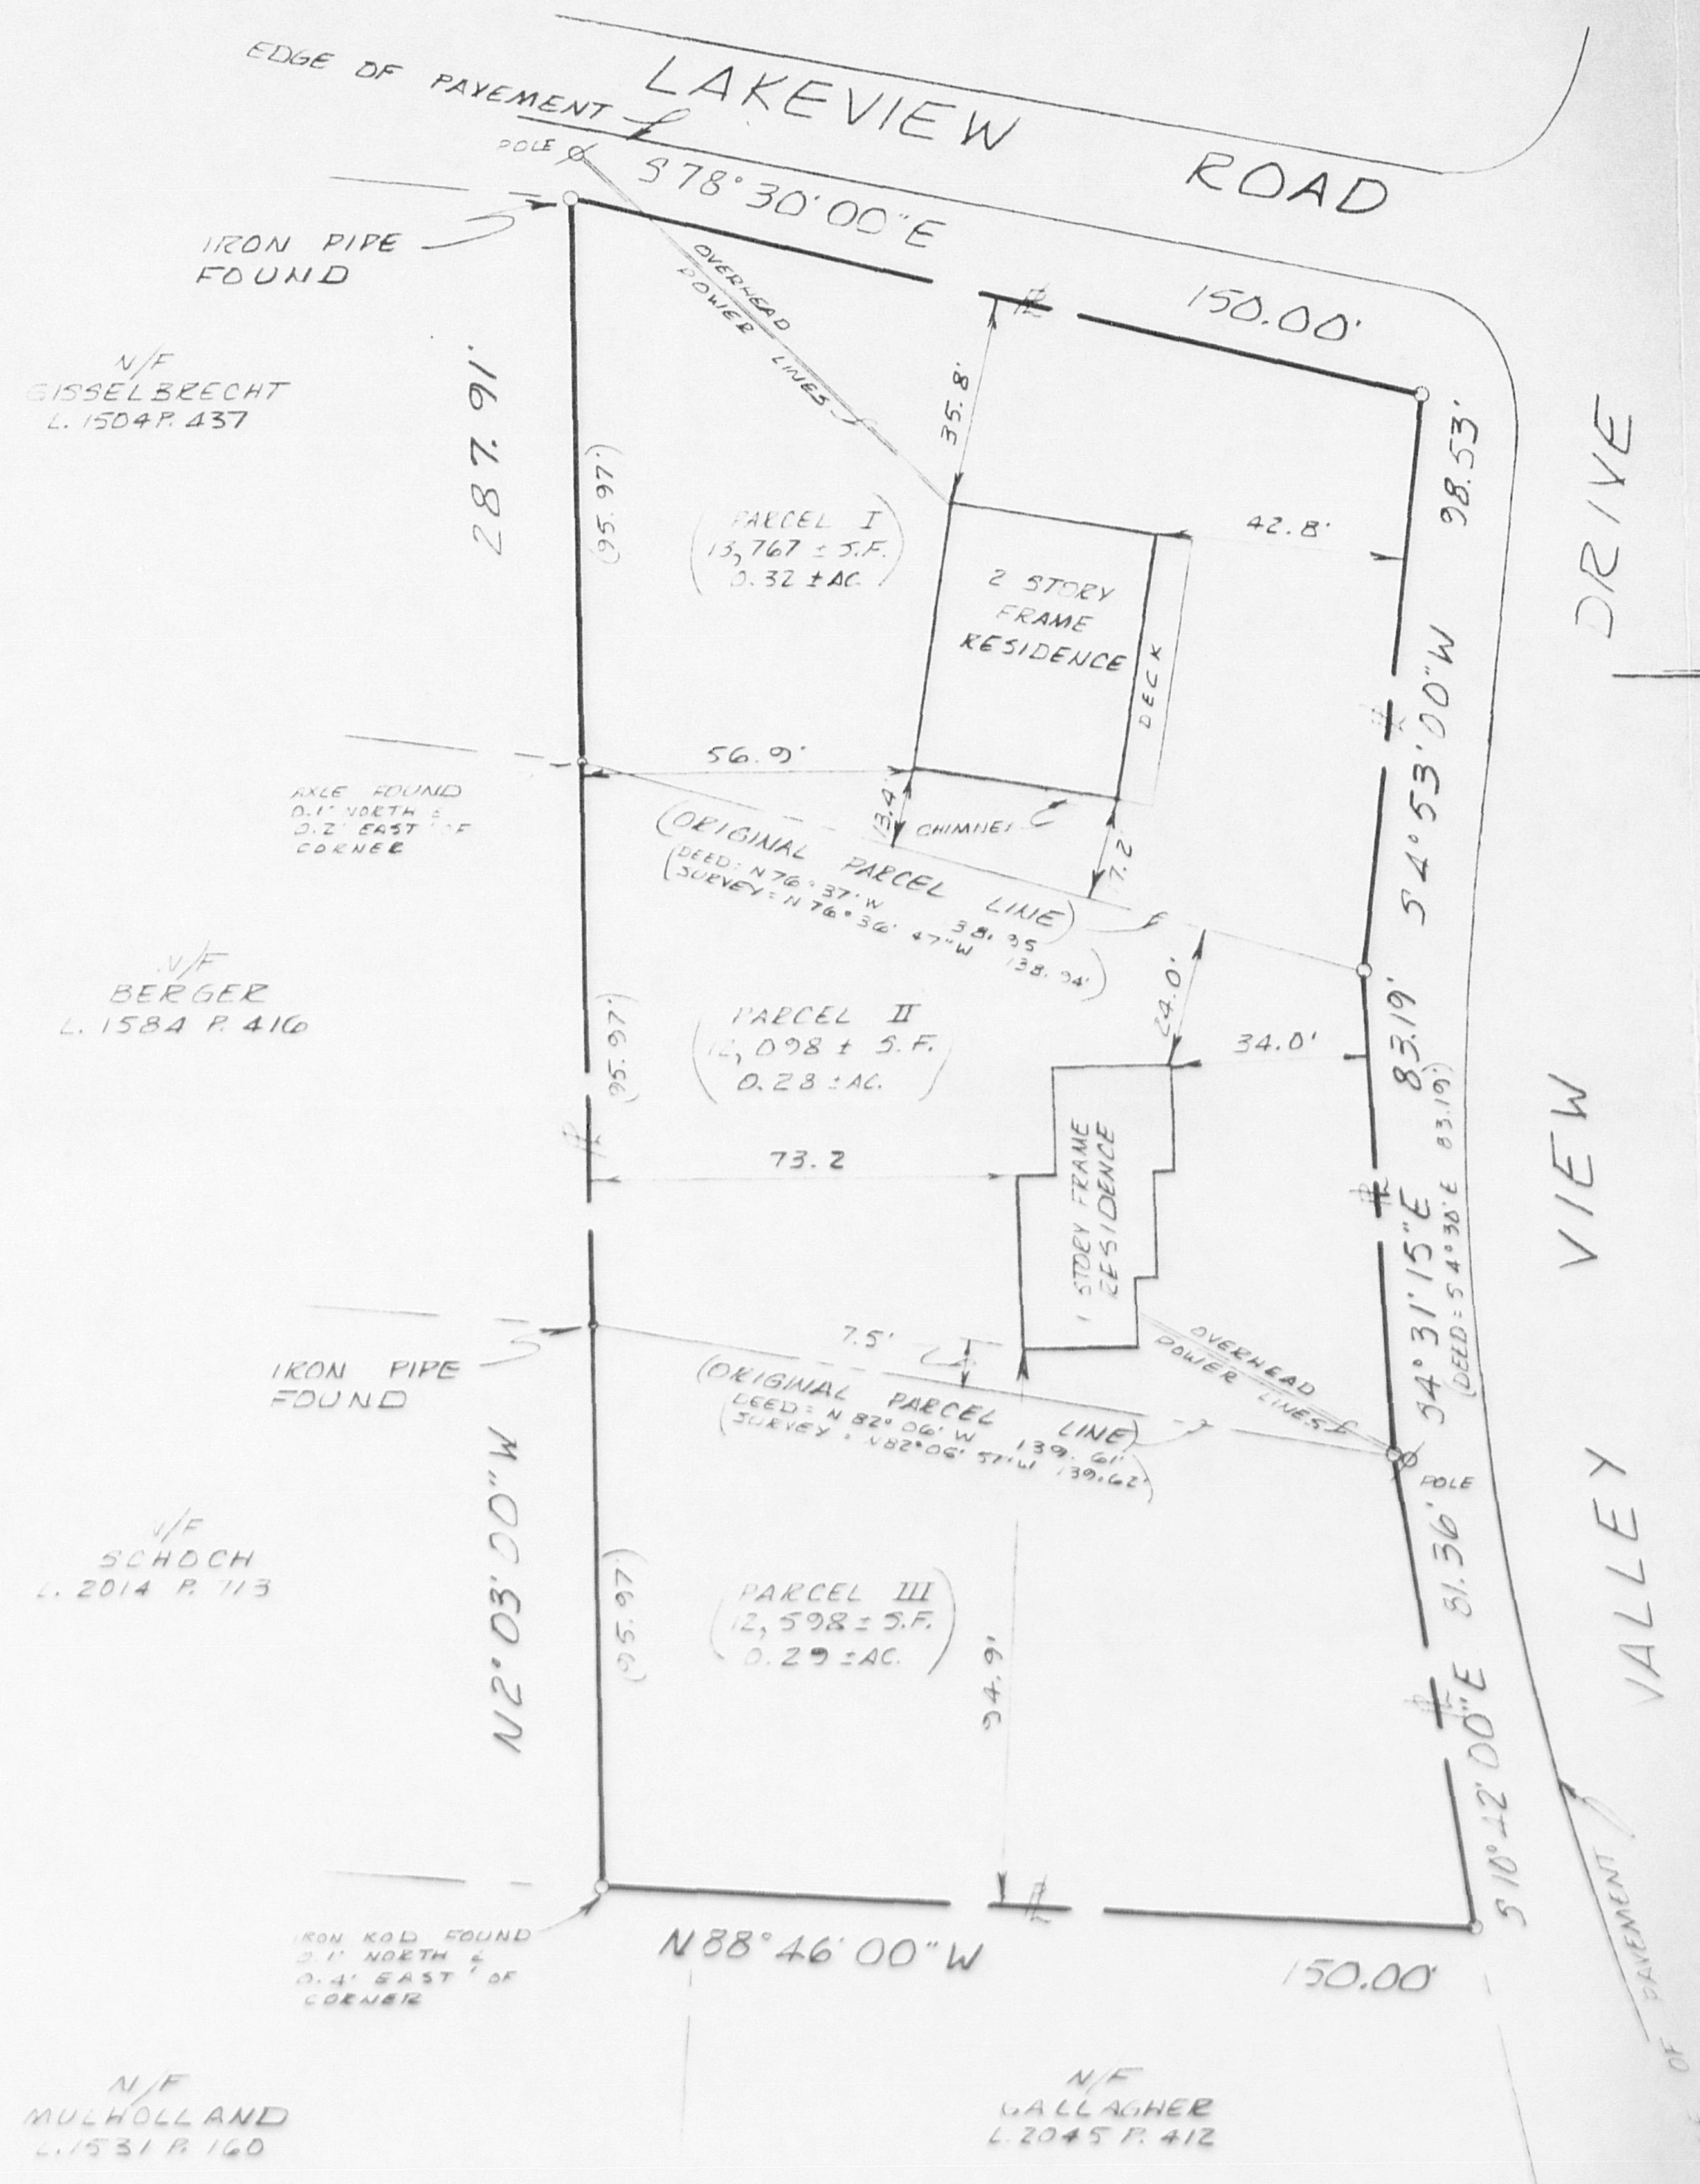 LAKEVIEW ROAD
EDGE OF PAVEMENT
POLE
S78°30'00"E
150.00'
IRON PIPE
FOUND
OVERHEAD
POWER LINES
N/F
GISSELBRECHT
L. 1504 P. 437
287.91'
(95.97')
35.8'
PARCEL I
13,767 ± S.F.
0.32 ± AC.
42.8'
98.53'
DRIVE
2 STORY
FRAME
RESIDENCE
DECK
S4°53'00"W
56.9'
13.4'
CHIMNEY
17.2'
AXLE FOUND
0.1' NORTH &
0.2' EAST OF
CORNER
(ORIGINAL PARCEL LINE)
(DEED= N76°37'W 138.95
SURVEY= N76°36'47"W 138.94')
N/F
BERGER
L. 1584 P. 416
(95.97')
PARCEL II
12,098 ± S.F.
0.28 ± AC.
24.0'
34.0'
83.19'
S4°31'15"E
(DEED= S4°30'E 83.19')
VIEW
73.2
1 STORY FRAME
RESIDENCE
IRON PIPE
FOUND
7.5'
(ORIGINAL PARCEL LINE)
(DEED= N82°06'W 139.61'
SURVEY= N82°06'57"W 139.62')
OVERHEAD
POWER LINES
POLE
N2°03'00"W
VALLEY
N/F
SCHOCH
L. 2014 P. 713
(95.97)
PARCEL III
12,598 ± S.F.
0.29 ± AC.
94.9'
81.36'
S10°42'00"E
IRON ROD FOUND
0.1' NORTH &
0.4' EAST OF
CORNER
N88°46'00"W
150.00'
OF PAVEMENT
N/F
MULHOLLAND
L. 1531 P. 160
N/F
GALLAGHER
L. 2045 P. 412